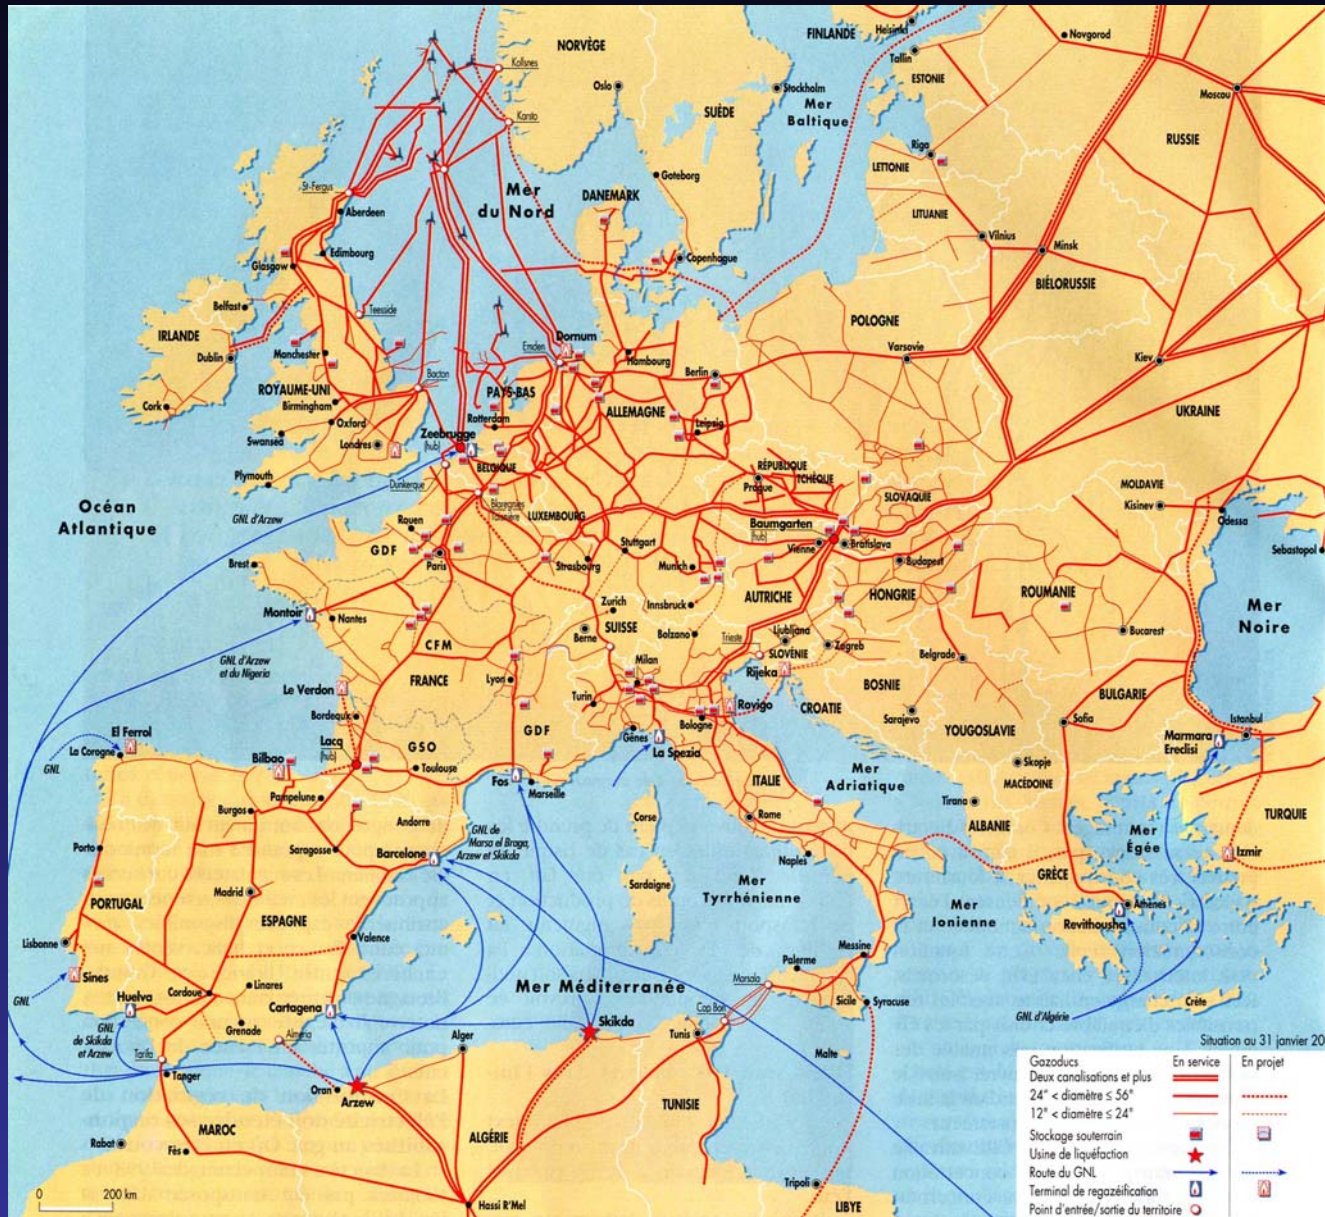 NORVÈGE
FINLANDE
Helsinki
Novgorod
Tallin
ESTONIE
Kollsnes
Oslo
Stockholm
Mer
Baltique
SUÈDE
Moscou
RUSSIE
Karsto
Riga
LETTONIE
St-Fergus
Mer
du Nord
Goteborg
DANEMARK
LITUANIE
Aberdeen
Vilnius
Minsk
Edimbourg
Glasgow
Copenhague
BIÉLORUSSIE
Belfast
Teesside
POLOGNE
IRLANDE
Dublin
Manchester
Dornum
Emden
Hambourg
Varsovie
Kiev
Berlin
Bacton
ROYAUME-UNI
PAYS-BAS
Birmingham
Cork
Oxford
Rotterdam
ALLEMAGNE
Leipsig
UKRAINE
Swansea
Londres
Zeebrugge
(hub)
BELGIQUE
Plymouth
Dunkerque
RÉPUBLIQUE
TCHÈQUE
Prague
SLOVAQUIE
MOLDAVIE
Kisinev
Odessa
Océan
Atlantique
GNL d'Arzew
Blaregnies
Taisnière
LUXEMBOURG
Rouen
Baumgarten
(hub)
Vienne
Bratislava
Sebastopol
GDF
Paris
Stuttgart
Strasbourg
Munich
Budapest
Brest
AUTRICHE
HONGRIE
ROUMANIE
Montoir
Nantes
Zurich
Innsbruck
SUISSE
Berne
Bolzano
Trieste
Ljubljana
SLOVÉNIE
Zagreb
Bucarest
Mer
Noire
CFM
GNL d'Arzew
et du Nigeria
FRANCE
Lyon
Milan
Rijeka
Belgrade
Le Verdon
Turin
Rovigo
CROATIE
BOSNIE
Sarajevo
BULGARIE
Bordeaux
Bologne
YOUGOSLAVIE
Sofia
Istanbul
El Ferrol
La Corogne
GNL
Bilbao
Lacq
(hub)
GSO
GDF
Gênes
La Spezia
Marmara
Ereclisi
Toulouse
Fos
Marseille
ITALIE
Mer
Adriatique
Skopje
MACÉDOINE
Pampelune
Burgos
Andorre
Corse
Rome
Tirana
ALBANIE
TURQUIE
Porto
Saragosse
Barcelone
GNL de
Marsa el Braga,
Arzew et Skikda
Naples
Mer
Égée
Izmir
Madrid
Sardaigne
Mer
Tyrrhénienne
GRÈCE
PORTUGAL
ESPAGNE
Mer
Ionienne
Athènes
Revithousha
Lisbonne
Valence
Messine
Palerme
Sines
GNL
Linares
Mer Méditerranée
Marsala
Huelva
Cordoue
Cartagena
Skikda
Cap Bon
Sicile
Syracuse
Crète
GNL
de Skikda
et Arzew
Grenade
Almeria
Alger
Tunis
GNL d'Algérie
Tarifa
Malte
Tanger
Oran
Arzew
TUNISIE
MAROC
ALGÉRIE
Rabat
Fès
Tripoli
Hassi R'Mel
LIBYE
0 200 km
Situation au 31 janvier 20
Gazoducs En service En projet
Deux canalisations et plus
24" < diamètre ≤ 56"
12" < diamètre ≤ 24"
Stockage souterrain
Usine de liquéfaction
Route du GNL
Terminal de regazéification
Point d'entrée/sortie du territoire